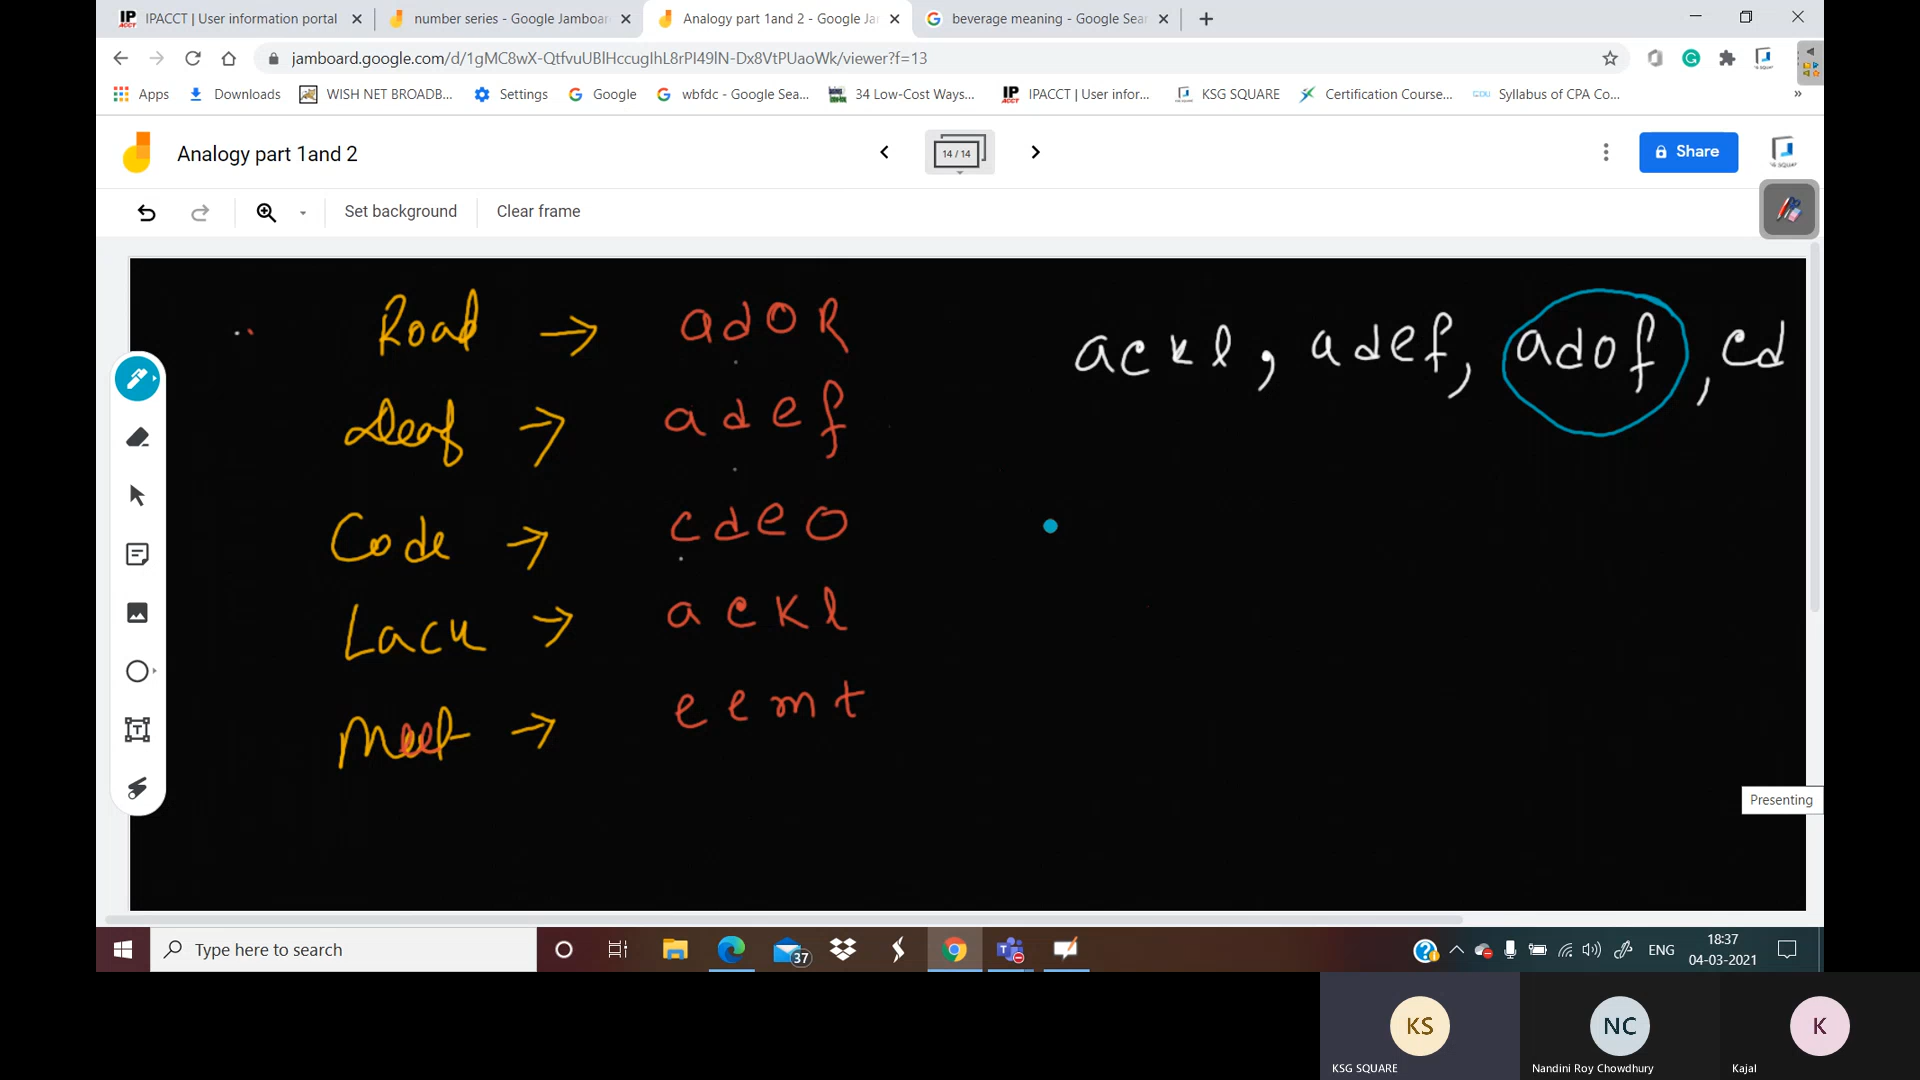 IPACCT | User information portal
number series - Google Jamboar
Analogy part 1and 2 - Google Ja
beverage meaning - Google Sea
jamboard.google.com/d/1gMC8wX-QtfvuUBlHccugIhL8rPI49lN-Dx8VtPUaoWk/viewer?f=13
Apps Downloads WISH NET BROADB... Settings Google wbfdc - Google Sea... 34 Low-Cost Ways... IPACCT | User infor... KSG SQUARE Certification Course... Syllabus of CPA Co... »
Analogy part 1and 2
14 / 14
Share
Set background Clear frame
Road → adoR
Deaf → adef
Code → cdeo
Lack → ackl
Meet → eemt
ackl, adef, adof, cd
Presenting
Type here to search
37
ENG
18:37
04-03-2021
KS NC K
KSG SQUARE Nandini Roy Chowdhury Kajal